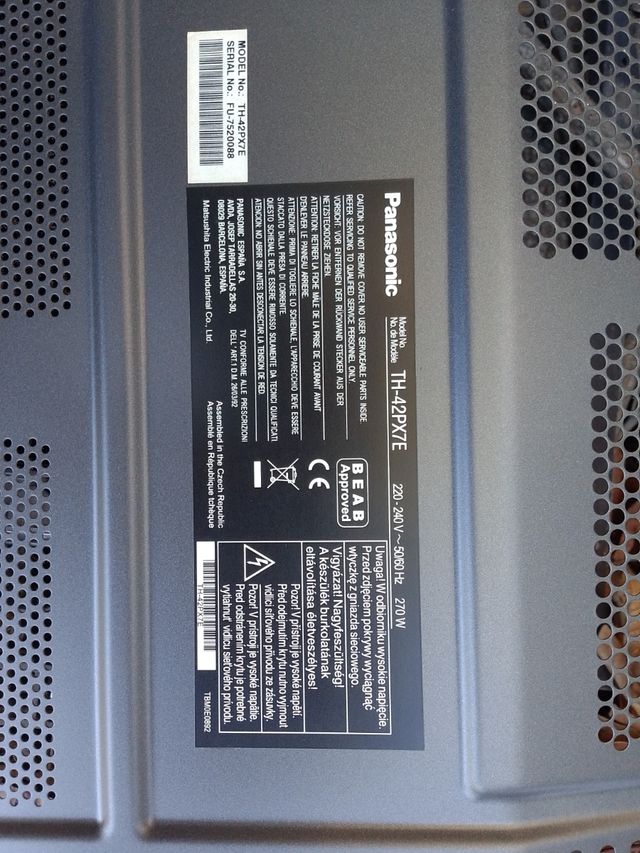 MODEL No.: TH-42PX7E
SERIAL No.: FU-7520088
Panasonic
Model No.
No. de Modèle
TH-42PX7E
220 - 240 V ~ 50/60 Hz 270 W
CAUTION: DO NOT REMOVE COVER. NO USER SERVICEABLE PARTS INSIDE
REFER SERVICING TO QUALIFIED SERVICE PERSONNEL ONLY.
VORSICHT: VOR ENTFERNEN DER RÜCKWAND STECKER AUS DER
NETZSTECKDOSE ZIEHEN.
ATTENTION: RETIRER LA FICHE MALE DE LA PRISE DE COURANT AVANT
D'ENLEVER LE PANNEAU ARRIERE.
ATTENZIONE: PRIMA DI TOGLIERE LO SCHIENALE, L'APPARECCHIO DEVE ESSERE
STACCATO DALLA PRESA DI CORRENTE.
QUESTO SCHIENALE DEVE ESSERE RIMOSSO SOLAMENTE DA TECNICI QUALIFICATI
ATENCION: NO ABRIR SIN ANTES DESCONECTAR LA TENSION DE RED.
PANASONIC ESPAÑA S.A.
AVDA, JOSEP TARRADELLAS 20-30,
08029 BARCELONA, ESPAÑA.
TV CONFORME ALLE PRESCRIZIONI
DELL' ART.1 D.M. 26/03/92
Matsushita Electric Industrial Co., Ltd.
Assembled in the Czech Republic
Assemblé en République tchèque
BEAB
Approved
CE
Uwaga! W odbiorniku wysokie napięcie.
Przed zdjęciem pokrywy wyciągnąć
wtyczkę z gniazda sieciowego.
Vigyázat! Nagyfeszültség!
A készülék burkolatának
eltávolítása életveszélyes!
Pozor! V přístroji je vysoké napětí.
Před odejmutím krytu nutno vyjmout
vidlici síťového přívodu ze zásuvky.
Pozor! V prístroji je vysoké napätie.
Pred odstránením krytu je potrebné
vytiahnuť vidlicu sieťového prívodu.
TH-42PX7E
TBM0E0892